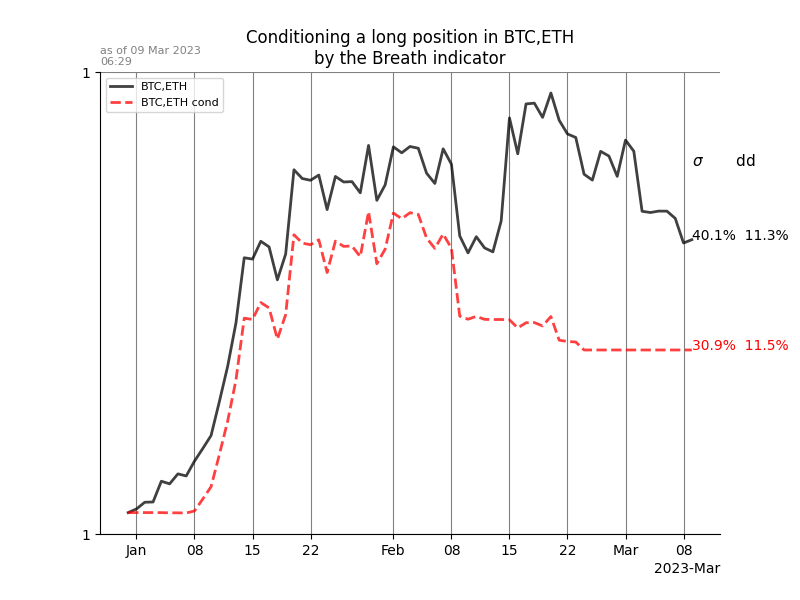 Conditioning a long position in BTC,ETH
by the Breath indicator
as of 09 Mar 2023
06:29
1
BTC,ETH
BTC,ETH cond
σ dd
40.1% 11.3%
30.9% 11.5%
1
Jan 08 15 22 Feb 08 15 22 Mar 08
2023-Mar